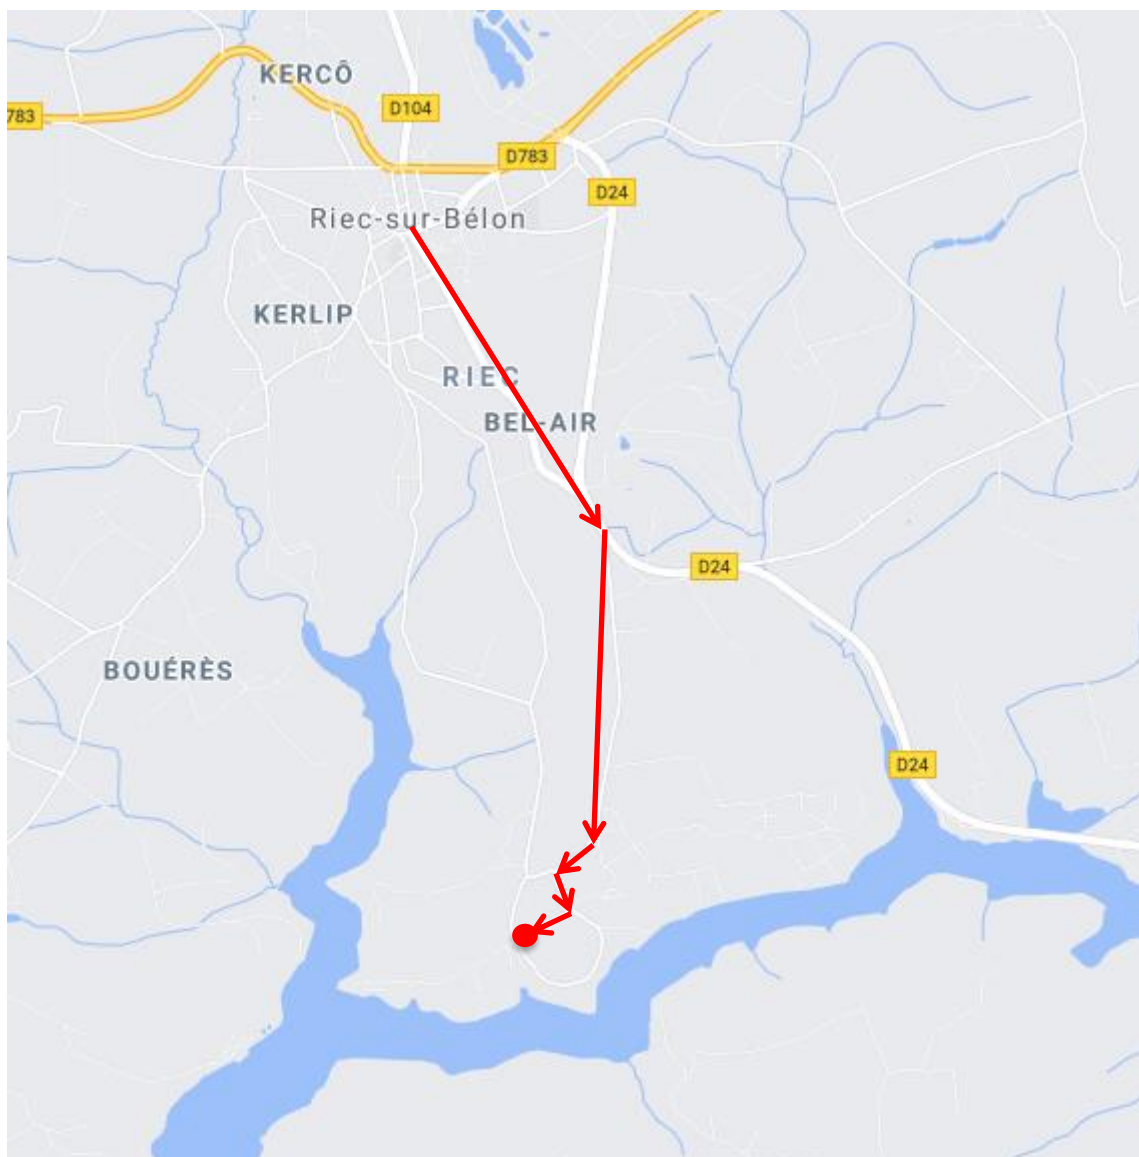 KERCÔ
D104
783
D783
D24
Riec-sur-Bélon
KERLIP
RIEC
BEL-AIR
D24
BOUÉRÈS
D24